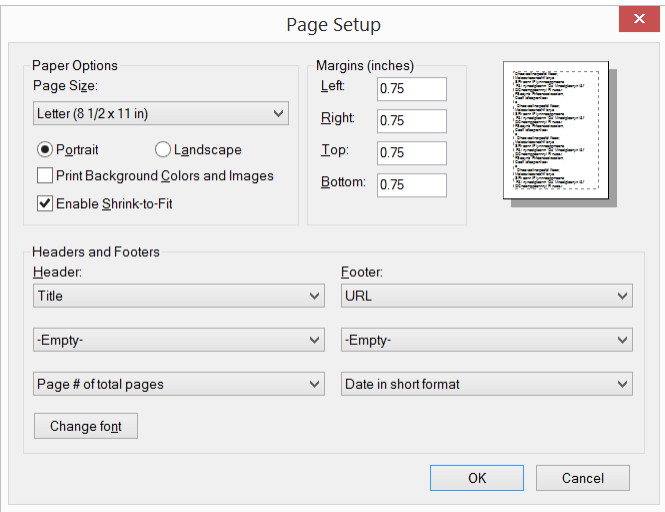 Page Setup
Paper Options
Page Size:
Letter (8 1/2 x 11 in)
Portrait
Landscape
Print Background Colors and Images
Enable Shrink-to-Fit
Margins (inches)
Left:
0.75
Right:
0.75
Top:
0.75
Bottom:
0.75
Headers and Footers
Header:
Footer:
Title
URL
-Empty-
-Empty-
Page # of total pages
Date in short format
Change font
OK
Cancel